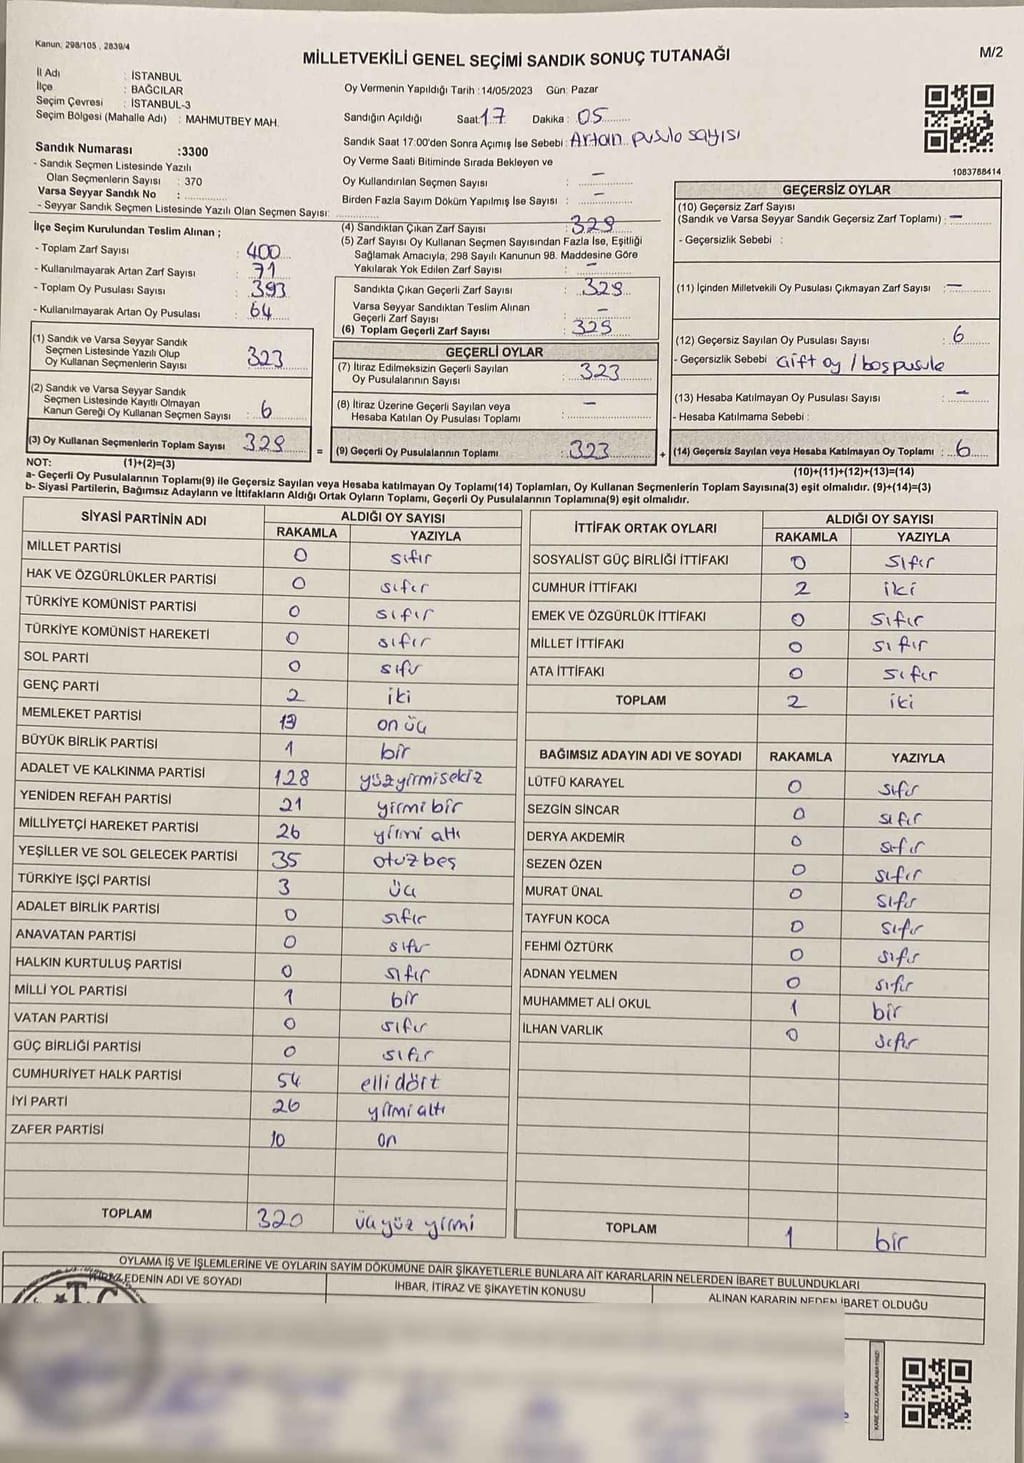 Kanun, 298/105 , 2839/4
MİLLETVEKİLİ GENEL SEÇİMİ SANDIK SONUÇ TUTANAĞI
M/2
İl Adı : İSTANBUL
İlçe : BAĞCILAR
Seçim Çevresi : İSTANBUL-3
Seçim Bölgesi (Mahalle Adı) : MAHMUTBEY MAH.
Oy Vermenin Yapıldığı Tarih :14/05/2023 Gün: Pazar
Sandığın Açıldığı Saat:17 Dakika : 05
Sandık Saat 17:00'den Sonra Açımış İse Sebebi : Artan pusula sayısı
Oy Verme Saati Bitiminde Sırada Bekleyen ve
Oy Kullandırılan Seçmen Sayısı : –
Birden Fazla Sayım Döküm Yapılmış İse Sayısı : –
Sandık Numarası :3300
- Sandık Seçmen Listesinde Yazılı
Olan Seçmenlerin Sayısı : 370
Varsa Seyyar Sandık No :
- Seyyar Sandık Seçmen Listesinde Yazılı Olan Seçmen Sayısı:
1083788414
İlçe Seçim Kurulundan Teslim Alınan ;
- Toplam Zarf Sayısı : 400
- Kullanılmayarak Artan Zarf Sayısı : 71
- Toplam Oy Pusulası Sayısı : 393
- Kullanılmayarak Artan Oy Pusulası : 64
(1) Sandık ve Varsa Seyyar Sandık
Seçmen Listesinde Yazılı Olup
Oy Kullanan Seçmenlerin Sayısı : 323
(2) Sandık ve Varsa Seyyar Sandık
Seçmen Listesinde Kayıtlı Olmayan
Kanun Gereği Oy Kullanan Seçmen Sayısı : 6
(3) Oy Kullanan Seçmenlerin Toplam Sayısı 329
(4) Sandıktan Çıkan Zarf Sayısı : 329
(5) Zarf Sayısı Oy Kullanan Seçmen Sayısından Fazla İse, Eşitliği
Sağlamak Amacıyla, 298 Sayılı Kanunun 98. Maddesine Göre
Yakılarak Yok Edilen Zarf Sayısı : –
Sandıkta Çıkan Geçerli Zarf Sayısı : 329
Varsa Seyyar Sandıktan Teslim Alınan
Geçerli Zarf Sayısı : –
(6) Toplam Geçerli Zarf Sayısı : 329
GEÇERLİ OYLAR
(7) İtiraz Edilmeksizin Geçerli Sayılan
Oy Pusulalarının Sayısı : 323
(8) İtiraz Üzerine Geçerli Sayılan veya
Hesaba Katılan Oy Pusulası Toplamı : –
= (9) Geçerli Oy Pusulalarının Toplamı : 323
GEÇERSİZ OYLAR
(10) Geçersiz Zarf Sayısı
(Sandık ve Varsa Seyyar Sandık Geçersiz Zarf Toplamı) : –
- Geçersizlik Sebebi :
(11) İçinden Milletvekili Oy Pusulası Çıkmayan Zarf Sayısı : –
(12) Geçersiz Sayılan Oy Pusulası Sayısı : 6
- Geçersizlik Sebebi çift oy / boş pusula
(13) Hesaba Katılmayan Oy Pusulası Sayısı : –
- Hesaba Katılmama Sebebi :
+ (14) Geçersiz Sayılan veya Hesaba Katılmayan Oy Toplamı : 6
NOT: (1)+(2)=(3)
(10)+(11)+(12)+(13)=(14)
a- Geçerli Oy Pusulalarının Toplamı(9) ile Geçersiz Sayılan veya Hesaba katılmayan Oy Toplamı(14) Toplamları, Oy Kullanan Seçmenlerin Toplam Sayısına(3) eşit olmalıdır. (9)+(14)=(3)
b- Siyasi Partilerin, Bağımsız Adayların ve İttifakların Aldığı Ortak Oyların Toplamı, Geçerli Oy Pusulalarının Toplamına(9) eşit olmalıdır.
SİYASİ PARTİNİN ADI ALDIĞI OY SAYISI
RAKAMLA YAZIYLA
MİLLET PARTİSİ 0 sıfır
HAK VE ÖZGÜRLÜKLER PARTİSİ 0 sıfır
TÜRKİYE KOMÜNİST PARTİSİ 0 sıfır
TÜRKİYE KOMÜNİST HAREKETİ 0 sıfır
SOL PARTİ 0 sıfır
GENÇ PARTİ 2 iki
MEMLEKET PARTİSİ 13 on üç
BÜYÜK BİRLİK PARTİSİ 1 bir
ADALET VE KALKINMA PARTİSİ 128 yüzyirmisekiz
YENİDEN REFAH PARTİSİ 21 yirmi bir
MİLLİYETÇİ HAREKET PARTİSİ 26 yirmi altı
YEŞİLLER VE SOL GELECEK PARTİSİ 35 otuz beş
TÜRKİYE İŞÇİ PARTİSİ 3 üç
ADALET BİRLİK PARTİSİ 0 sıfır
ANAVATAN PARTİSİ 0 sıfır
HALKIN KURTULUŞ PARTİSİ 0 sıfır
MİLLİ YOL PARTİSİ 1 bir
VATAN PARTİSİ 0 sıfır
GÜÇ BİRLİĞİ PARTİSİ 0 sıfır
CUMHURİYET HALK PARTİSİ 54 elli dört
İYİ PARTİ 26 yirmi altı
ZAFER PARTİSİ 10 on
TOPLAM 320 üçyüz yirmi
İTTİFAK ORTAK OYLARI ALDIĞI OY SAYISI
RAKAMLA YAZIYLA
SOSYALİST GÜÇ BİRLİĞİ İTTİFAKI 0 sıfır
CUMHUR İTTİFAKI 2 iki
EMEK VE ÖZGÜRLÜK İTTİFAKI 0 sıfır
MİLLET İTTİFAKI 0 sıfır
ATA İTTİFAKI 0 sıfır
TOPLAM 2 iki
BAĞIMSIZ ADAYIN ADI VE SOYADI RAKAMLA YAZIYLA
LÜTFÜ KARAYEL 0 sıfır
SEZGİN SİNCAR 0 sıfır
DERYA AKDEMİR 0 sıfır
SEZEN ÖZEN 0 sıfır
MURAT ÜNAL 0 sıfır
TAYFUN KOCA 0 sıfır
FEHMİ ÖZTÜRK 0 sıfır
ADNAN YELMEN 0 sıfır
MUHAMMET ALİ OKUL 1 bir
İLHAN VARLIK 0 sıfır
TOPLAM 1 bir
OYLAMA İŞ VE İŞLEMLERİNE VE OYLARIN SAYIM DÖKÜMÜNE DAİR ŞİKAYETLERLE BUNLARA AİT KARARLARIN NELERDEN İBARET BULUNDUKLARI
EDENİN ADI VE SOYADI
İHBAR, İTİRAZ VE ŞİKAYETİN KONUSU
ALINAN KARARIN NEDEN İBARET OLDUĞU
T.C
KARE KODU KARALAMAYINIZ!